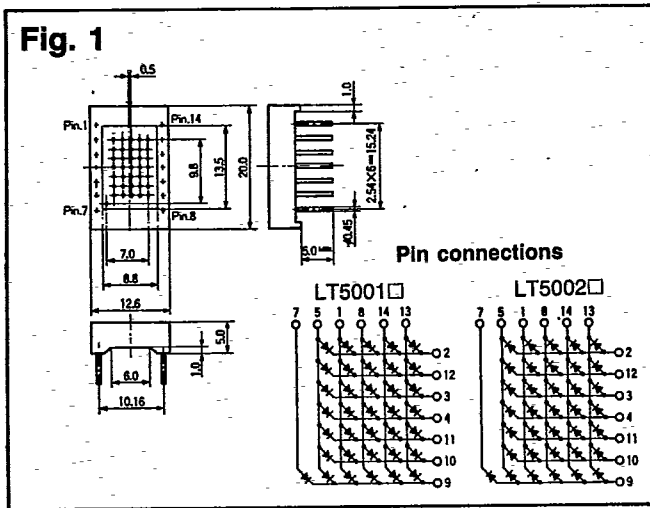 Fig. 1
0.5
Pin.1
Pin.14
9.8
13.5
20.0
Pin.7
Pin.8
7.0
8.8
12.6
1.0
2.54×6=15.24
5.0
5.0
1.0
6.0
10.16
Pin connections
LT5001□
7 5 1 8 14 13
2
12
3
4
11
10
9
LT5002□
7 5 1 8 14 13
2
12
3
4
11
10
9